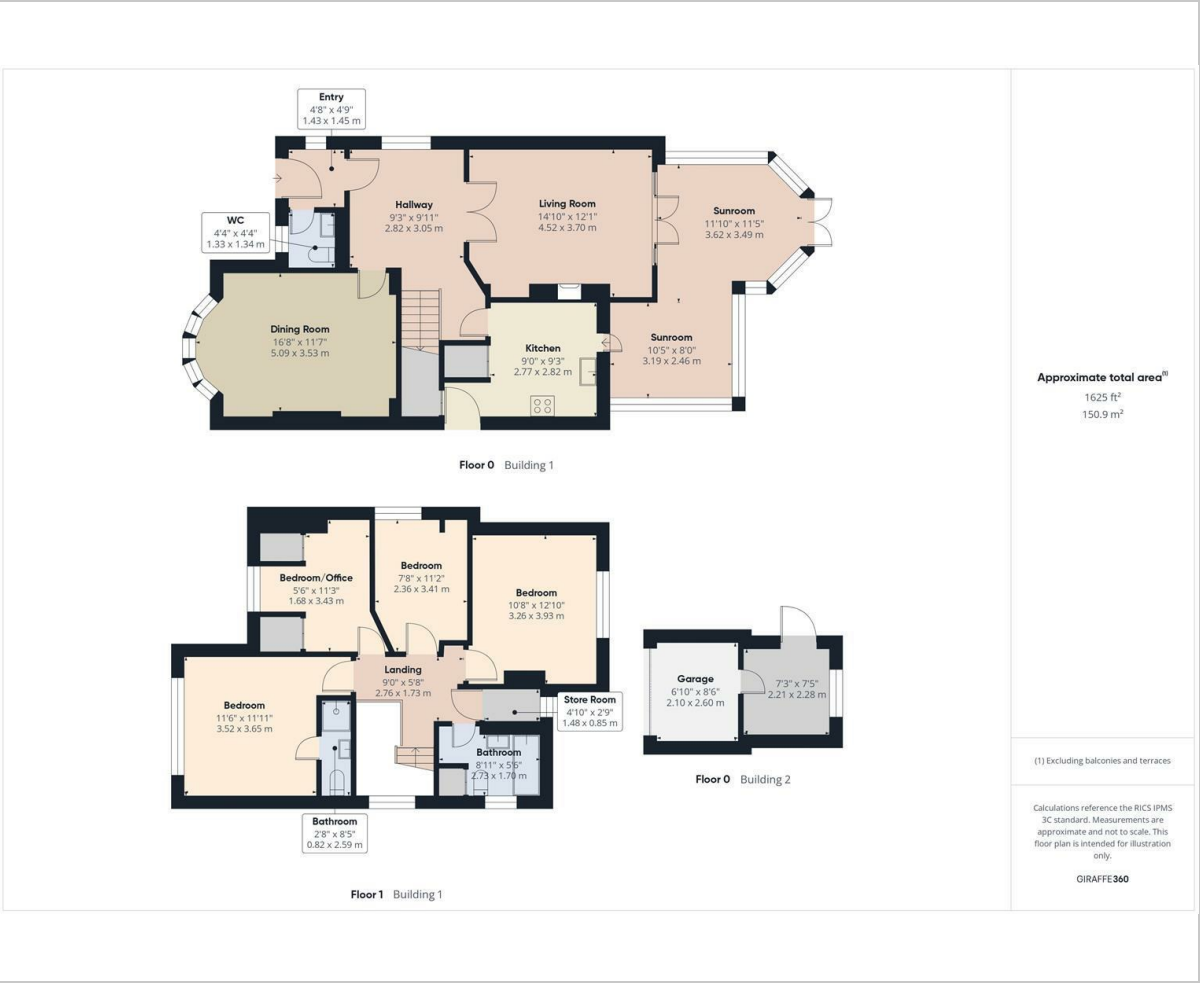 Entry
4'8" x 4'9"
1.43 x 1.45 m
WC
4'4" x 4'4"
1.33 x 1.34 m
Hallway
9'3" x 9'11"
2.82 x 3.05 m
Living Room
14'10" x 12'1"
4.52 x 3.70 m
Sunroom
11'10" x 11'5"
3.62 x 3.49 m
Dining Room
16'8" x 11'7"
5.09 x 3.53 m
Kitchen
9'0" x 9'3"
2.77 x 2.82 m
Sunroom
10'5" x 8'0"
3.19 x 2.46 m
Floor 0 Building 1
Bedroom/Office
5'6" x 11'3"
1.68 x 3.43 m
Bedroom
7'8" x 11'2"
2.36 x 3.41 m
Bedroom
10'8" x 12'10"
3.26 x 3.93 m
Landing
9'0" x 5'8"
2.76 x 1.73 m
Bedroom
11'6" x 11'11"
3.52 x 3.65 m
Store Room
4'10" x 2'9"
1.48 x 0.85 m
Bathroom
8'11" x 5'6"
2.73 x 1.70 m
Bathroom
2'8" x 8'5"
0.82 x 2.59 m
Floor 1 Building 1
Garage
6'10" x 8'6"
2.10 x 2.60 m
7'3" x 7'5"
2.21 x 2.28 m
Floor 0 Building 2
Approximate total area(1)
1625 ft²
150.9 m²
(1) Excluding balconies and terraces
Calculations reference the RICS IPMS
3C standard. Measurements are
approximate and not to scale. This
floor plan is intended for illustration
only.
GIRAFFE360